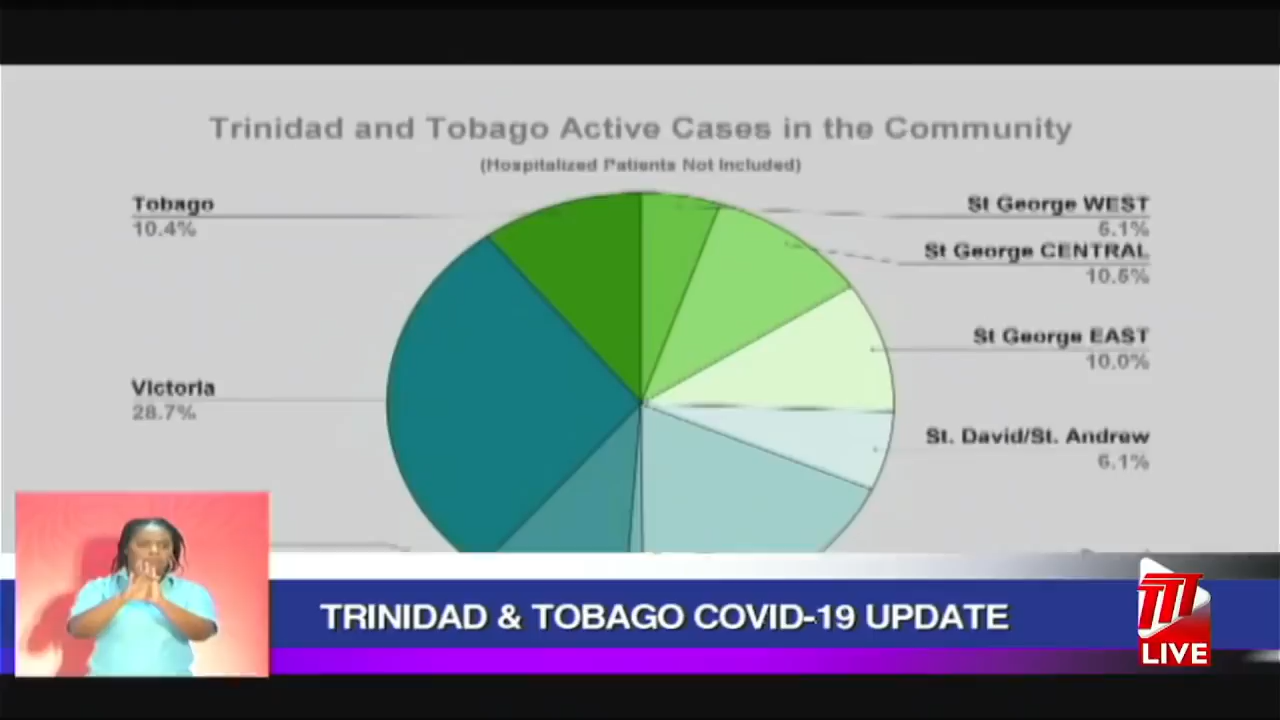 Trinidad and Tobago Active Cases in the Community
(Hospitalized Patients Not Included)
Tobago
10.4%
St George WEST
5.1%
St George CENTRAL
10.5%
St George EAST
10.0%
Victoria
28.7%
St. David/St. Andrew
6.1%
TRINIDAD & TOBAGO COVID-19 UPDATE
TTT
LIVE